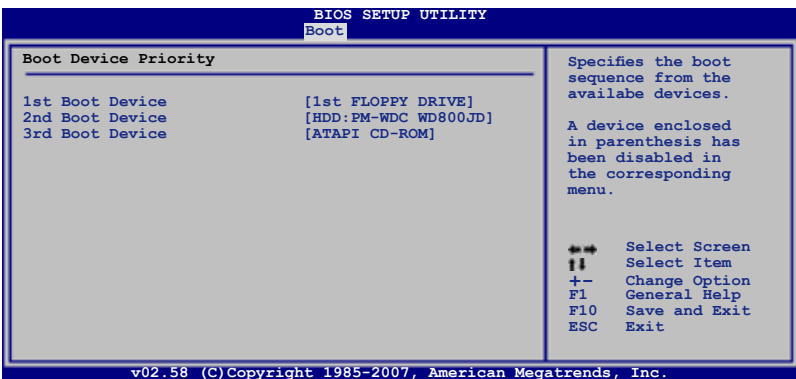 BIOS SETUP UTILITY
Boot
Boot Device Priority
1st Boot Device [1st FLOPPY DRIVE]
2nd Boot Device [HDD:PM-WDC WD800JD]
3rd Boot Device [ATAPI CD-ROM]
Specifies the boot
sequence from the
availabe devices.
A device enclosed
in parenthesis has
been disabled in
the corresponding
menu.
←→ Select Screen
↑↓ Select Item
+- Change Option
F1 General Help
F10 Save and Exit
ESC Exit
v02.58 (C)Copyright 1985-2007, American Megatrends, Inc.